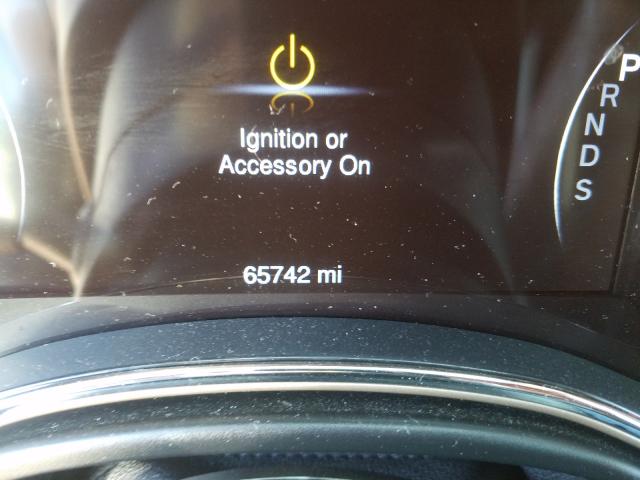 Ignition or
Accessory On
65742 mi
P
R
N
D
S